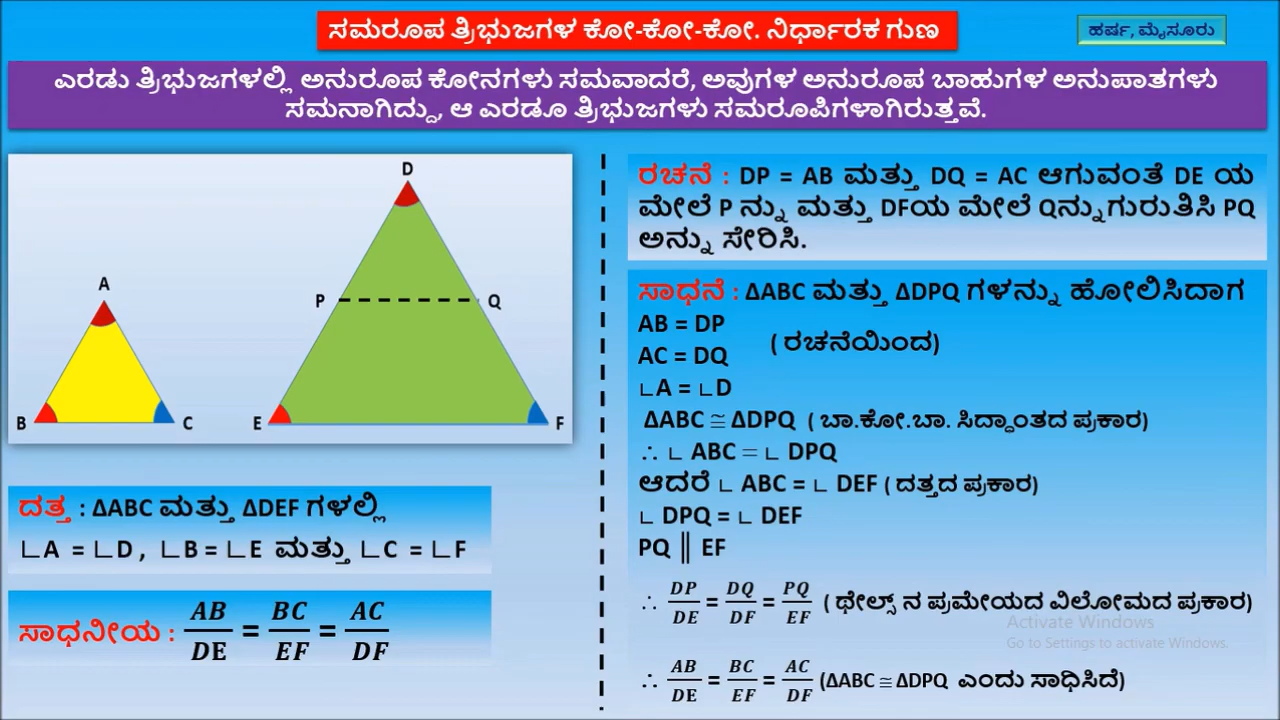 ಸಮರೂಪ ತ್ರಿಭುಜಗಳ ಕೋ-ಕೋ-ಕೋ. ನಿರ್ಧಾರಕ ಗುಣ
ಹರ್ಷ, ಮೈಸೂರು
ಎರಡು ತ್ರಿಭುಜಗಳಲ್ಲಿ ಅನುರೂಪ ಕೋನಗಳು ಸಮವಾದರೆ, ಅವುಗಳ ಅನುರೂಪ ಬಾಹುಗಳ ಅನುಪಾತಗಳು
ಸಮನಾಗಿದ್ದು, ಆ ಎರಡೂ ತ್ರಿಭುಜಗಳು ಸಮರೂಪಿಗಳಾಗಿರುತ್ತವೆ.
D
A
P
Q
B
C
E
F
ದತ್ತ : ΔABC ಮತ್ತು ΔDEF ಗಳಲ್ಲಿ
∟A = ∟D , ∟B = ∟E ಮತ್ತು ∟C = ∟F
ಸಾಧನೀಯ : AB/DE = BC/EF = AC/DF
ರಚನೆ : DP = AB ಮತ್ತು DQ = AC ಆಗುವಂತೆ DE ಯ
ಮೇಲೆ P ನ್ನು ಮತ್ತು DFಯ ಮೇಲೆ Qನ್ನು ಗುರುತಿಸಿ PQ
ಅನ್ನು ಸೇರಿಸಿ.
ಸಾಧನೆ : ΔABC ಮತ್ತು ΔDPQ ಗಳನ್ನು ಹೋಲಿಸಿದಾಗ
AB = DP
AC = DQ
( ರಚನೆಯಿಂದ)
∟A = ∟D
ΔABC ≅ ΔDPQ ( ಬಾ.ಕೋ.ಬಾ. ಸಿದ್ಧಾಂತದ ಪ್ರಕಾರ)
∴ ∟ ABC = ∟ DPQ
ಆದರೆ ∟ ABC = ∟ DEF ( ದತ್ತದ ಪ್ರಕಾರ)
∟ DPQ = ∟ DEF
PQ ∥ EF
∴ DP/DE = DQ/DF = PQ/EF ( ಥೇಲ್ಸ್ ನ ಪ್ರಮೇಯದ ವಿಲೋಮದ ಪ್ರಕಾರ)
Activate Windows
Go to Settings to activate Windows.
∴ AB/DE = BC/EF = AC/DF (ΔABC ≅ ΔDPQ ಎಂದು ಸಾಧಿಸಿದೆ)